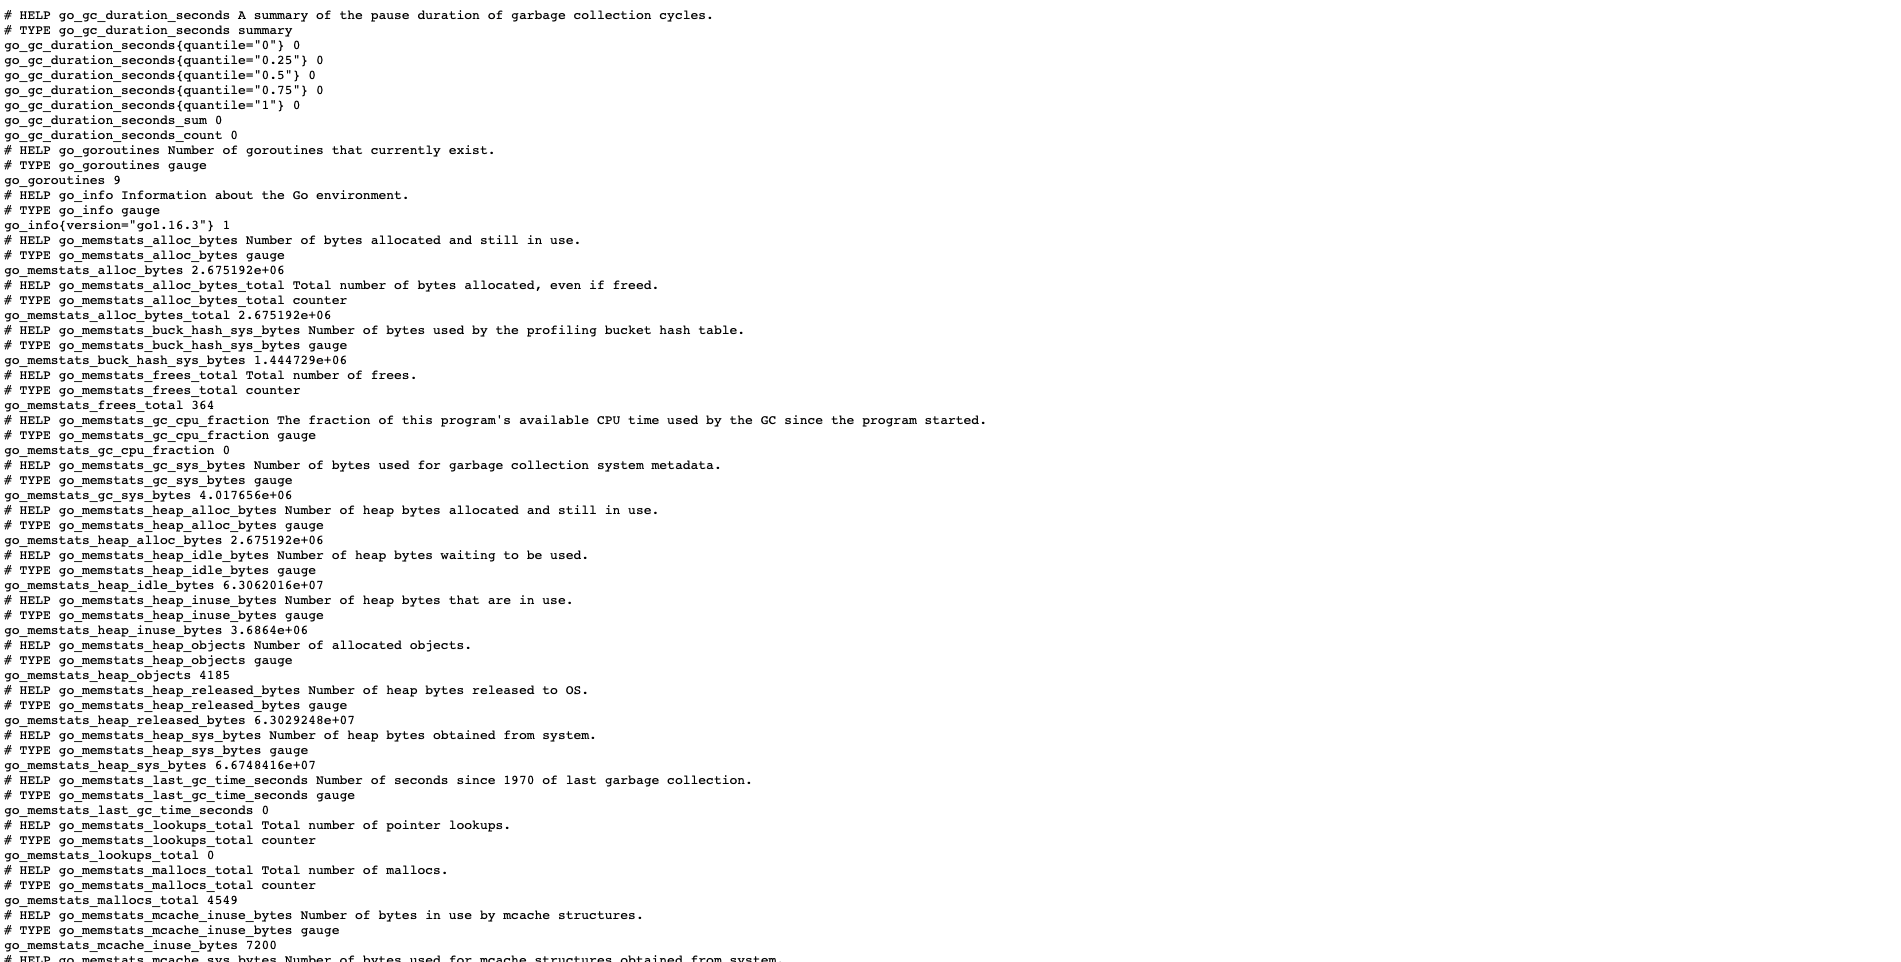 # HELP go_gc_duration_seconds A summary of the pause duration of garbage collection cycles.
# TYPE go_gc_duration_seconds summary
go_gc_duration_seconds{quantile="0"} 0
go_gc_duration_seconds{quantile="0.25"} 0
go_gc_duration_seconds{quantile="0.5"} 0
go_gc_duration_seconds{quantile="0.75"} 0
go_gc_duration_seconds{quantile="1"} 0
go_gc_duration_seconds_sum 0
go_gc_duration_seconds_count 0
# HELP go_goroutines Number of goroutines that currently exist.
# TYPE go_goroutines gauge
go_goroutines 9
# HELP go_info Information about the Go environment.
# TYPE go_info gauge
go_info{version="go1.16.3"} 1
# HELP go_memstats_alloc_bytes Number of bytes allocated and still in use.
# TYPE go_memstats_alloc_bytes gauge
go_memstats_alloc_bytes 2.675192e+06
# HELP go_memstats_alloc_bytes_total Total number of bytes allocated, even if freed.
# TYPE go_memstats_alloc_bytes_total counter
go_memstats_alloc_bytes_total 2.675192e+06
# HELP go_memstats_buck_hash_sys_bytes Number of bytes used by the profiling bucket hash table.
# TYPE go_memstats_buck_hash_sys_bytes gauge
go_memstats_buck_hash_sys_bytes 1.444729e+06
# HELP go_memstats_frees_total Total number of frees.
# TYPE go_memstats_frees_total counter
go_memstats_frees_total 364
# HELP go_memstats_gc_cpu_fraction The fraction of this program's available CPU time used by the GC since the program started.
# TYPE go_memstats_gc_cpu_fraction gauge
go_memstats_gc_cpu_fraction 0
# HELP go_memstats_gc_sys_bytes Number of bytes used for garbage collection system metadata.
# TYPE go_memstats_gc_sys_bytes gauge
go_memstats_gc_sys_bytes 4.017656e+06
# HELP go_memstats_heap_alloc_bytes Number of heap bytes allocated and still in use.
# TYPE go_memstats_heap_alloc_bytes gauge
go_memstats_heap_alloc_bytes 2.675192e+06
# HELP go_memstats_heap_idle_bytes Number of heap bytes waiting to be used.
# TYPE go_memstats_heap_idle_bytes gauge
go_memstats_heap_idle_bytes 6.3062016e+07
# HELP go_memstats_heap_inuse_bytes Number of heap bytes that are in use.
# TYPE go_memstats_heap_inuse_bytes gauge
go_memstats_heap_inuse_bytes 3.6864e+06
# HELP go_memstats_heap_objects Number of allocated objects.
# TYPE go_memstats_heap_objects gauge
go_memstats_heap_objects 4185
# HELP go_memstats_heap_released_bytes Number of heap bytes released to OS.
# TYPE go_memstats_heap_released_bytes gauge
go_memstats_heap_released_bytes 6.3029248e+07
# HELP go_memstats_heap_sys_bytes Number of heap bytes obtained from system.
# TYPE go_memstats_heap_sys_bytes gauge
go_memstats_heap_sys_bytes 6.6748416e+07
# HELP go_memstats_last_gc_time_seconds Number of seconds since 1970 of last garbage collection.
# TYPE go_memstats_last_gc_time_seconds gauge
go_memstats_last_gc_time_seconds 0
# HELP go_memstats_lookups_total Total number of pointer lookups.
# TYPE go_memstats_lookups_total counter
go_memstats_lookups_total 0
# HELP go_memstats_mallocs_total Total number of mallocs.
# TYPE go_memstats_mallocs_total counter
go_memstats_mallocs_total 4549
# HELP go_memstats_mcache_inuse_bytes Number of bytes in use by mcache structures.
# TYPE go_memstats_mcache_inuse_bytes gauge
go_memstats_mcache_inuse_bytes 7200
# HELP go_memstats_mcache_sys_bytes Number of bytes used for mcache structures obtained from system.